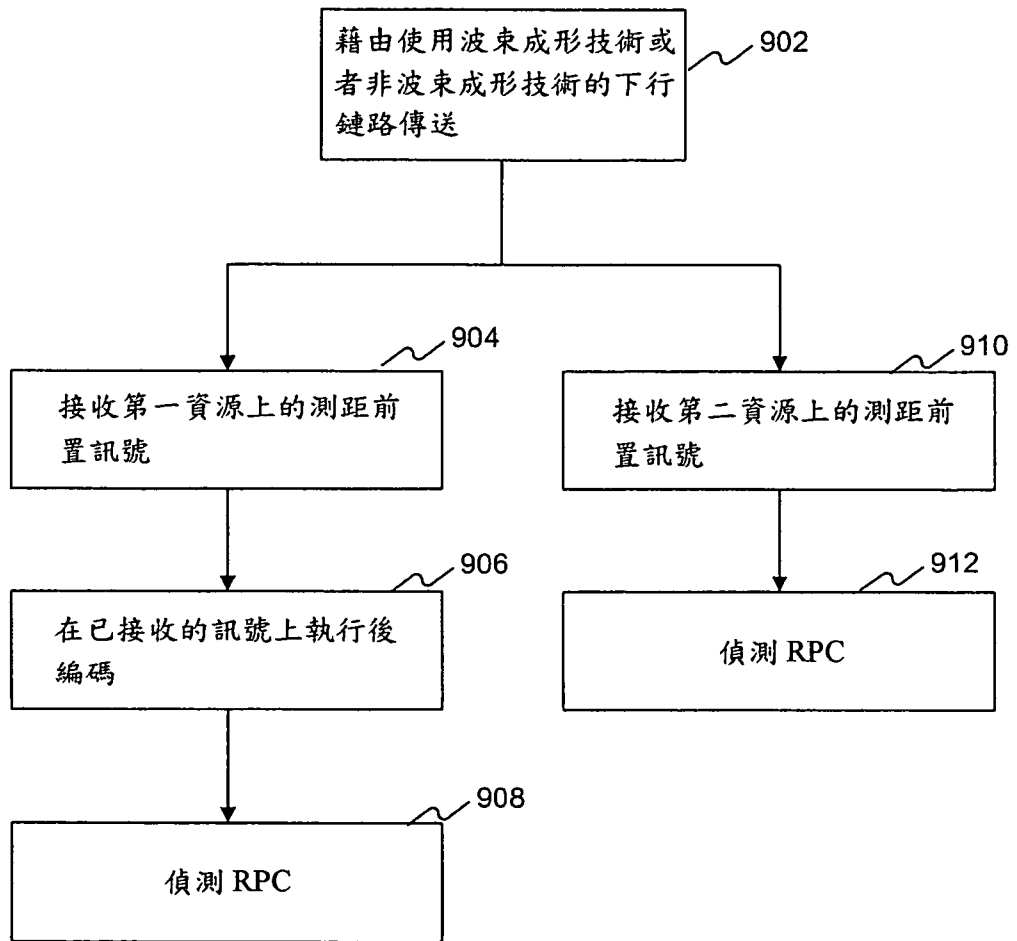 藉由使用波束成形技術或
者非波束成形技術的下行
鏈路傳送
902
904
接收第一資源上的測距前
置訊號
910
接收第二資源上的測距前
置訊號
906
在已接收的訊號上執行後
編碼
912
偵測 RPC
908
偵測 RPC